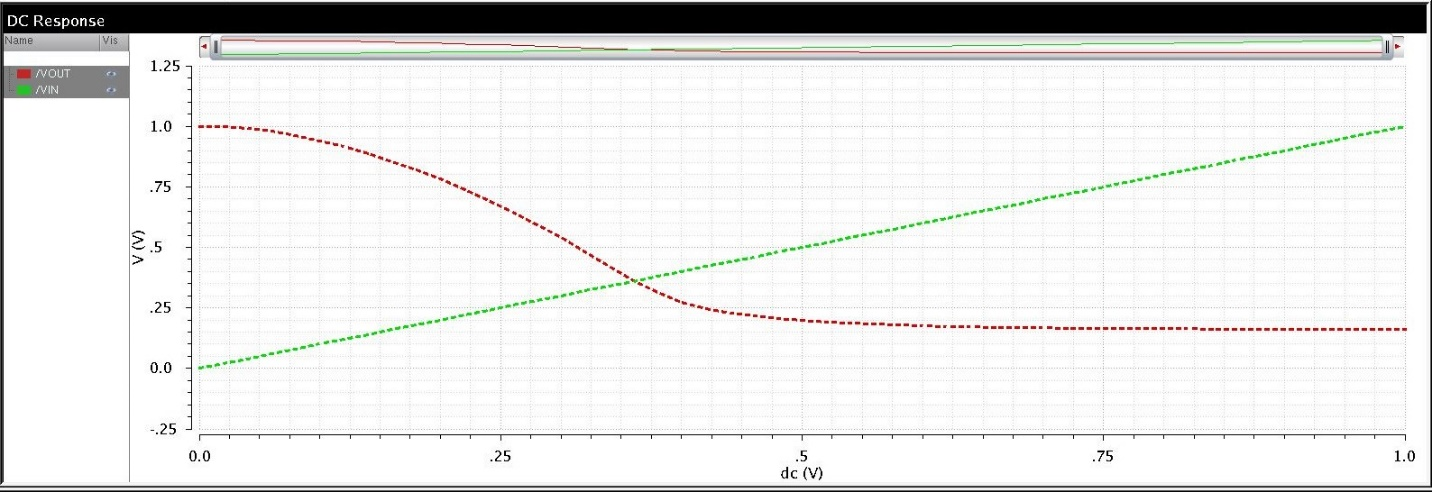 DC Response
Name Vis
/VOUT
/VIN
1.25
1.0
.75
.5
.25
0.0
-.25
V (V)
0.0 .25 .5 .75 1.0
dc (V)